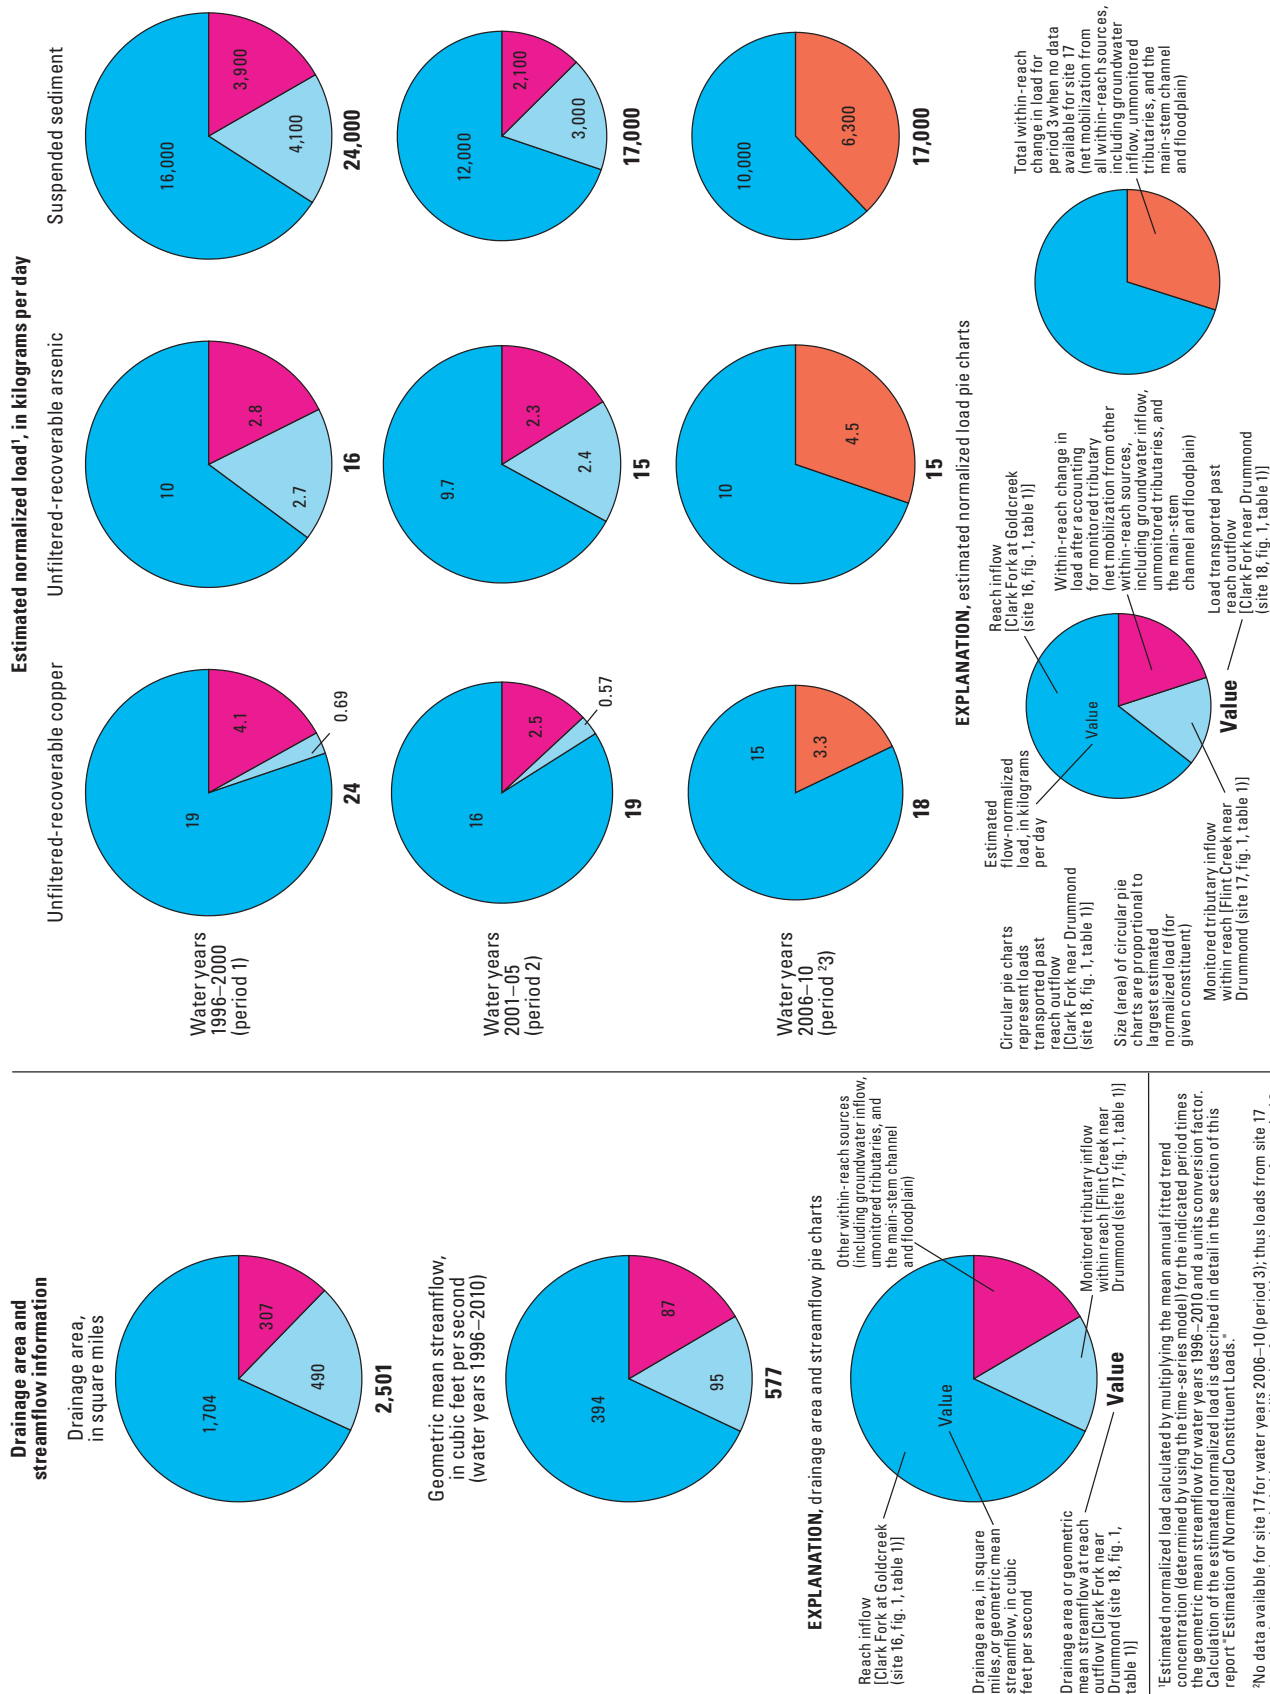 Drainage area and
streamflow information
Drainage area,
in square miles
1,704
307
490
2,501
Geometric mean streamflow,
in cubic feet per second
(water years 1996–2010)
394
87
95
577
EXPLANATION, drainage area and streamflow pie charts
Reach inflow
[Clark Fork at Goldcreek
(site 16, fig. 1, table 1)]
Other within-reach sources
(including groundwater inflow,
unmonitored tributaries, and
the main-stem channel
and floodplain)
Value
Drainage area, in square
miles, or geometric mean
streamflow, in cubic
feet per second
Monitored tributary inflow
within reach [Flint Creek near
Drummond (site 17, fig. 1, table 1)]
Value
Drainage area or geometric
mean streamflow at reach
outflow [Clark Fork near
Drummond (site 18, fig. 1,
table 1)]
¹Estimated normalized load calculated by multiplying the mean annual fitted trend
concentration (determined by using the time-series model) for the indicated period times
the geometric mean streamflow for water years 1996–2010 and a units conversion factor.
Calculation of the estimated normalized load is described in detail in the section of this
report "Estimation of Normalized Constituent Loads."
²No data available for site 17 for water years 2006–10 (period 3); thus loads from site 17
Estimated normalized load¹, in kilograms per day
Unfiltered-recoverable copper
Unfiltered-recoverable arsenic
Suspended sediment
Water years
1996–2000
(period 1)
19
4.1
0.69
24
10
2.8
2.7
16
16,000
3,900
4,100
24,000
Water years
2001–05
(period 2)
16
2.5
0.57
19
9.7
2.3
2.4
15
12,000
2,100
3,000
17,000
Water years
2006–10
(period ²3)
15
3.3
18
10
4.5
15
10,000
6,300
17,000
EXPLANATION, estimated normalized load pie charts
Circular pie charts
represent loads
transported past
reach outflow
[Clark Fork near Drummond
(site 18, fig. 1, table 1)]
Size (area) of circular pie
charts are proportional to
largest estimated
normalized load (for
given constituent)
Estimated
flow-normalized
load, in kilograms
per day
Reach inflow
[Clark Fork at Goldcreek
(site 16, fig. 1, table 1)]
Value
Within-reach change in
load after accounting
for monitored tributary
(net mobilization from other
within-reach sources,
including groundwater inflow,
unmonitored tributaries, and
the main-stem
channel and floodplain)
Monitored tributary inflow
within reach [Flint Creek near
Drummond (site 17, fig. 1, table 1)]
Value
Load transported past
reach outflow
[Clark Fork near Drummond
(site 18, fig. 1, table 1)]
Total within-reach
change in load for
period 3 when no data
available for site 17
(net mobilization from
all within-reach sources,
including groundwater
inflow, unmonitored
tributaries, and the
main-stem channel
and floodplain)